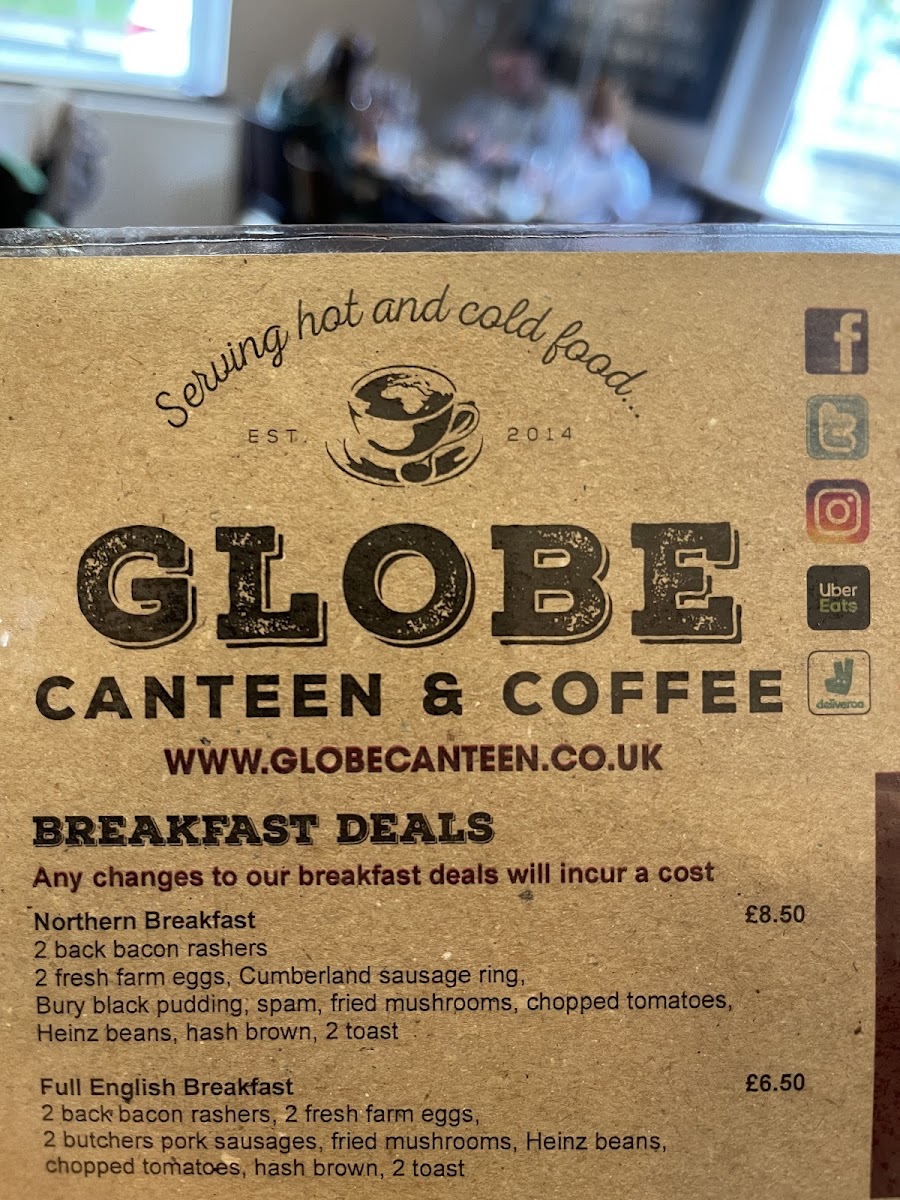 Serving hot and cold food...
EST. 2014
GLOBE
CANTEEN & COFFEE
WWW.GLOBECANTEEN.CO.UK
Uber
Eats
deliveroo
BREAKFAST DEALS
Any changes to our breakfast deals will incur a cost
Northern Breakfast £8.50
2 back bacon rashers
2 fresh farm eggs, Cumberland sausage ring,
Bury black pudding, spam, fried mushrooms, chopped tomatoes,
Heinz beans, hash brown, 2 toast
Full English Breakfast £6.50
2 back bacon rashers, 2 fresh farm eggs,
2 butchers pork sausages, fried mushrooms, Heinz beans,
chopped tomatoes, hash brown, 2 toast